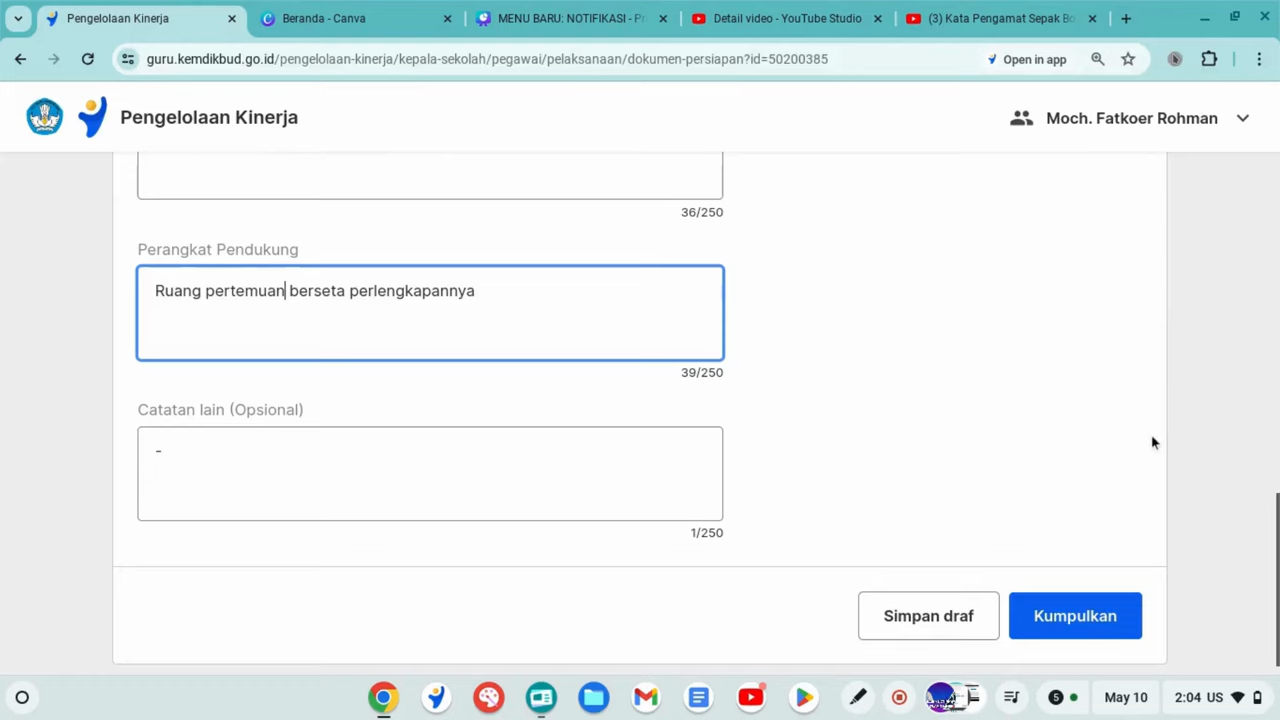 Pengelolaan Kinerja
Beranda - Canva
MENU BARU: NOTIFIKASI - Pr
Detail video - YouTube Studio
(3) Kata Pengamat Sepak Bo
guru.kemdikbud.go.id/pengelolaan-kinerja/kepala-sekolah/pegawai/pelaksanaan/dokumen-persiapan?id=50200385
Open in app
Pengelolaan Kinerja
Moch. Fatkoer Rohman
36/250
Perangkat Pendukung
Ruang pertemuan berseta perlengkapannya
39/250
Catatan lain (Opsional)
-
1/250
Simpan draf
Kumpulkan
5
May 10
2:04 US